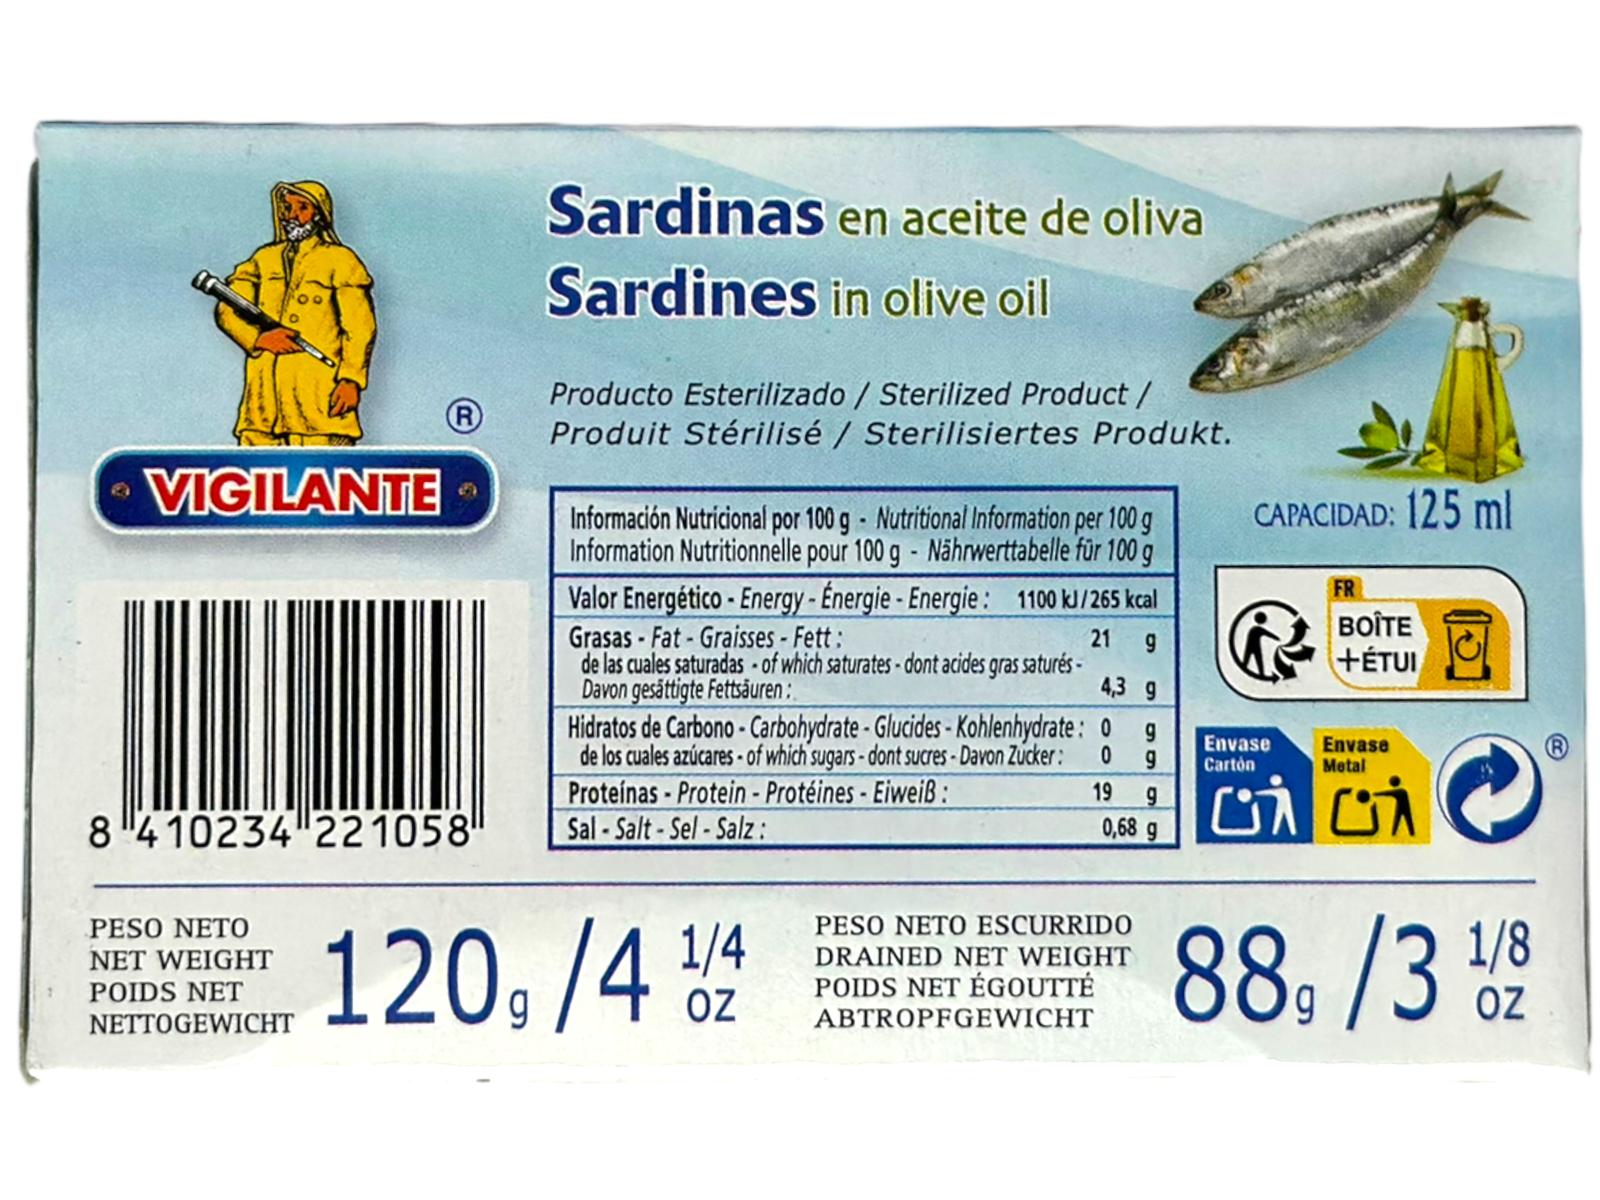 VIGILANTE
®
Sardinas en aceite de oliva
Sardines in olive oil
Producto Esterilizado / Sterilized Product /
Produit Stérilisé / Sterilisiertes Produkt.
Información Nutricional por 100 g - Nutritional Information per 100 g
Information Nutritionnelle pour 100 g - Nährwerttabelle für 100 g
Valor Energético - Energy - Énergie - Energie : 1100 kJ / 265 kcal
Grasas - Fat - Graisses - Fett : 21 g
de las cuales saturadas - of which saturates - dont acides gras saturés -
Davon gesättigte Fettsäuren : 4,3 g
Hidratos de Carbono - Carbohydrate - Glucides - Kohlenhydrate : 0 g
de los cuales azúcares - of which sugars - dont sucres - Davon Zucker : 0 g
Proteínas - Protein - Protéines - Eiweiß : 19 g
Sal - Salt - Sel - Salz : 0,68 g
CAPACIDAD: 125 ml
FR
BOÎTE
+ÉTUI
Envase
Cartón
Envase
Metal
®
8 410234 221058
PESO NETO
NET WEIGHT
POIDS NET
NETTOGEWICHT
120g /4 1/4 oz
PESO NETO ESCURRIDO
DRAINED NET WEIGHT
POIDS NET ÉGOUTTÉ
ABTROPFGEWICHT
88g /3 1/8 oz